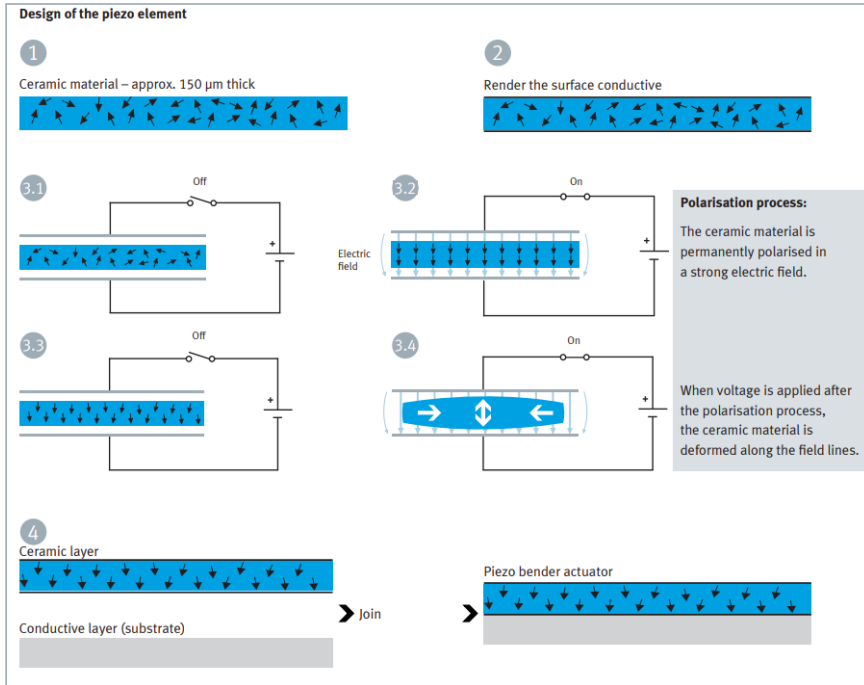 Design of the piezo element
1
Ceramic material – approx. 150 µm thick
2
Render the surface conductive
3.1
Off
+
3.2
On
Electric
field
+
Polarisation process:
The ceramic material is
permanently polarised in
a strong electric field.
3.3
Off
+
3.4
On
+
When voltage is applied after
the polarisation process,
the ceramic material is
deformed along the field lines.
4
Ceramic layer
Join
Conductive layer (substrate)
Piezo bender actuator